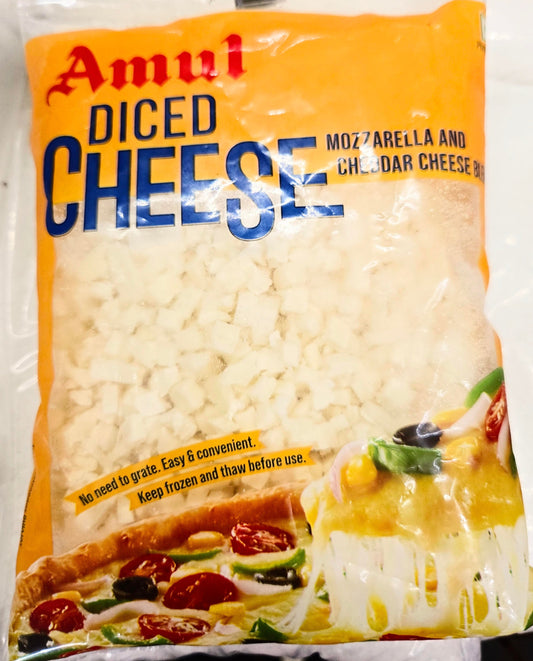 Amul
DICED
CHEESE
MOZZARELLA AND
CHEDDAR CHEESE
No need to grate. Easy & convenient.
Keep frozen and thaw before use.